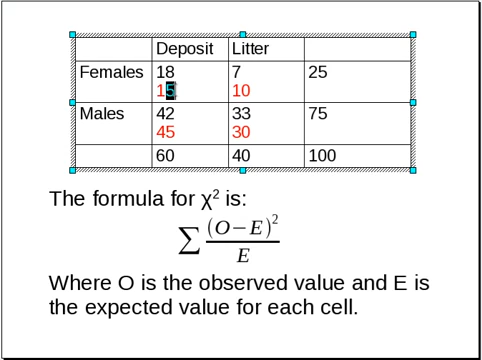 Deposit Litter
Females 18 7 25
15 10
Males 42 33 75
45 30
60 40 100
The formula for χ² is:
∑ (O−E)² / E
Where O is the observed value and E is
the expected value for each cell.